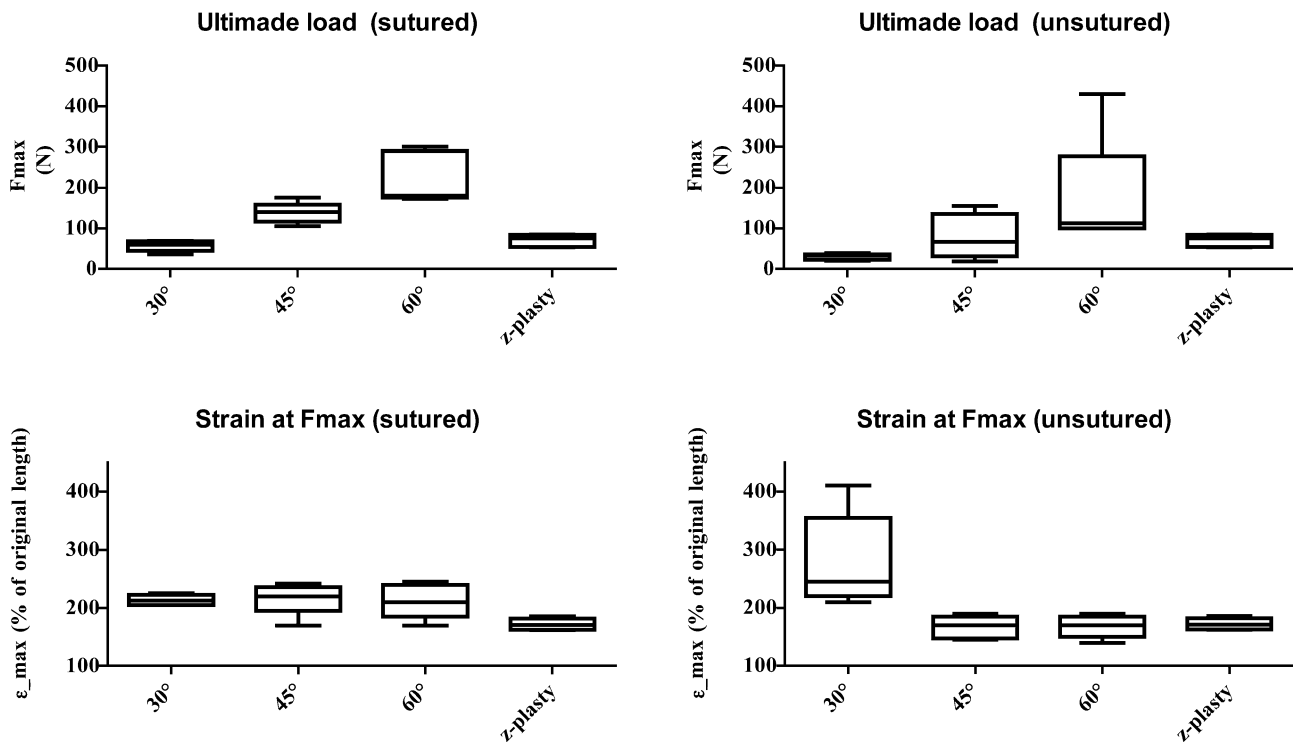 Ultimade load (sutured)
Fmax
(N)
500
400
300
200
100
0
30°
45°
60°
z-plasty
Ultimade load (unsutured)
Fmax
(N)
500
400
300
200
100
0
30°
45°
60°
z-plasty
Strain at Fmax (sutured)
ε_max (% of original length)
400
300
200
100
30°
45°
60°
z-plasty
Strain at Fmax (unsutured)
ε_max (% of original length)
400
300
200
100
30°
45°
60°
z-plasty